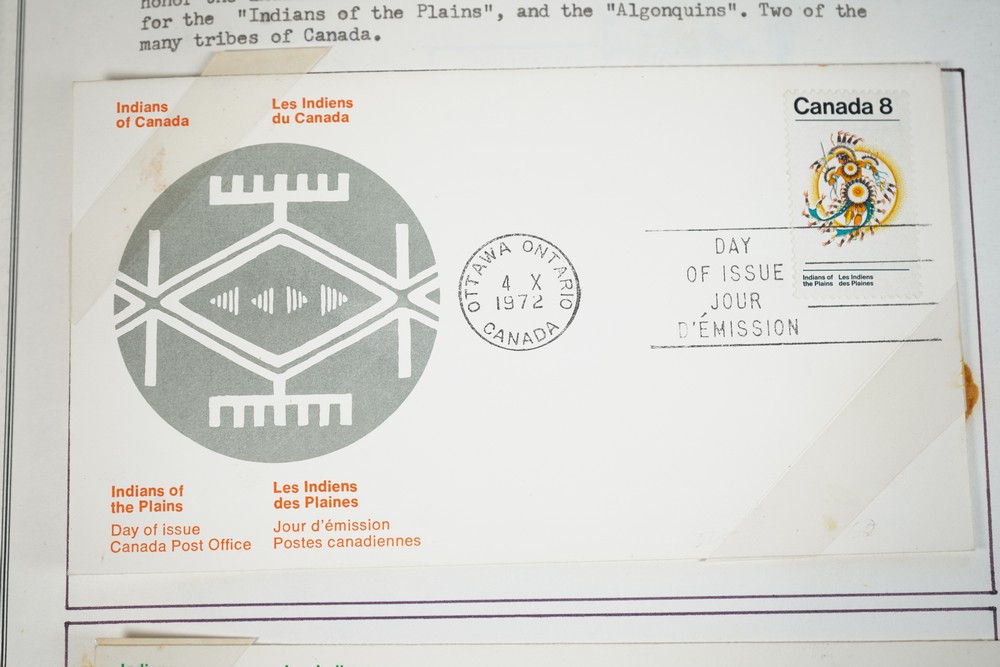 for the "Indians of the Plains", and the "Algonquins". Two of the
many tribes of Canada.
Indians
of Canada
Les Indiens
du Canada
Canada 8
Indians of
the Plains
Les Indiens
des Plaines
OTTAWA ONTARIO
4 X
1972
CANADA
DAY
OF ISSUE
JOUR
D'ÉMISSION
Indians of
the Plains
Day of issue
Canada Post Office
Les Indiens
des Plaines
Jour d'émission
Postes canadiennes